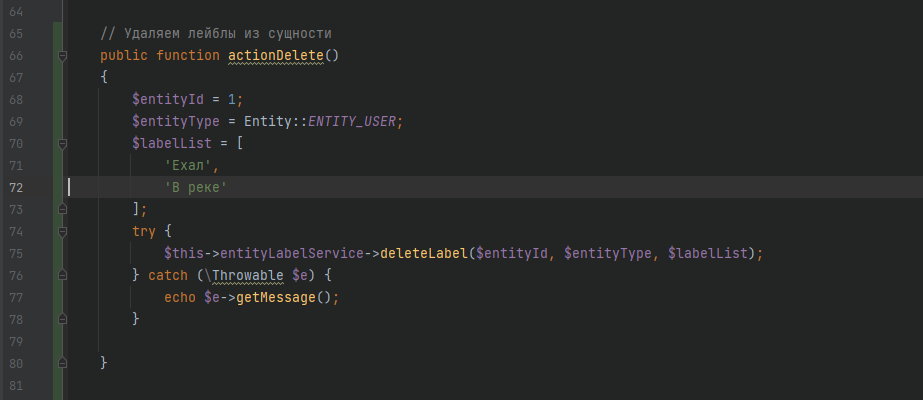 64
65 // Удаляем лейблы из сущности
66 public function actionDelete()
67 {
68 $entityId = 1;
69 $entityType = Entity::ENTITY_USER;
70 $labelList = [
71 'Ехал',
72 'В реке'
73 ];
74 try {
75 $this->entityLabelService->deleteLabel($entityId, $entityType, $labelList);
76 } catch (\Throwable $e) {
77 echo $e->getMessage();
78 }
79
80 }
81